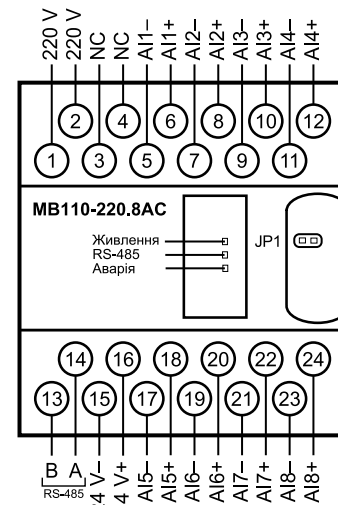 220 V
220 V
NC
NC
AI1–
AI1+
AI2–
AI2+
AI3–
AI3+
AI4–
AI4+
2 4 6 8 10 12
1 3 5 7 9 11
МВ110-220.8АС
Живлення
RS-485
Аварія
JP1
14 16 18 20 22 24
13 15 17 19 21 23
B A
RS-485
4 V–
4 V+
AI5–
AI5+
AI6–
AI6+
AI7–
AI7+
AI8–
AI8+